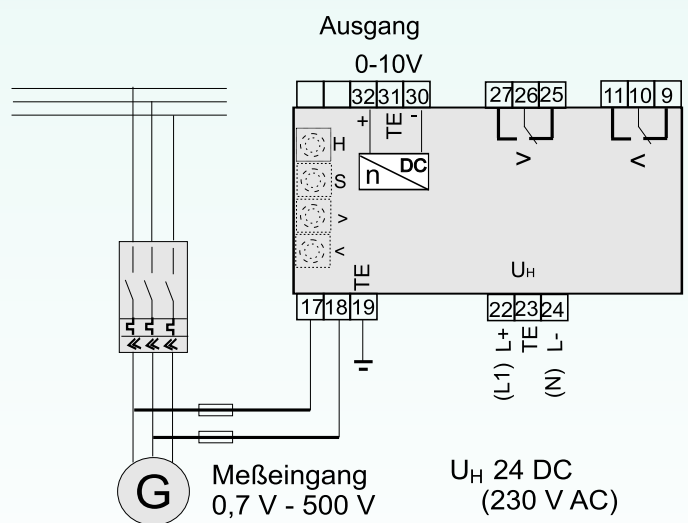 Ausgang
0-10V
32 31 30
27 26 25
11 10 9
+ TE -
H
S
>
<
n DC
>
<
TE
UH
17 18 19
22 23 24
L+ TE L-
(L1) (N)
G
Meßeingang
0,7 V - 500 V
UH 24 DC
(230 V AC)